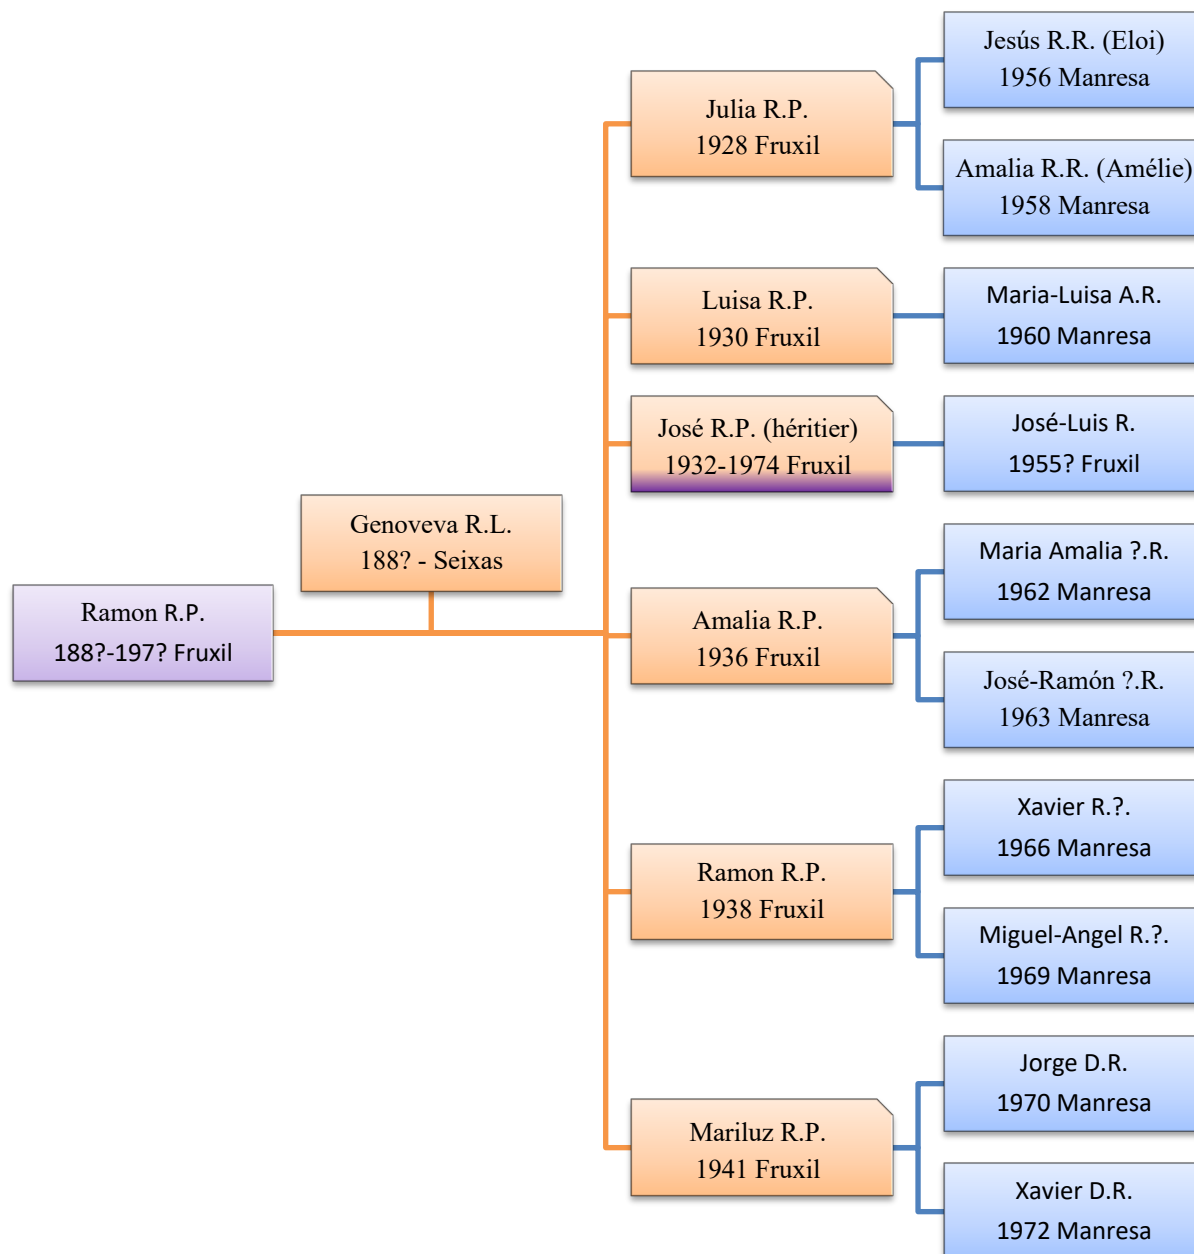 Ramon R.P.
188?-197? Fruxil
Genoveva R.L.
188? - Seixas
Julia R.P.
1928 Fruxil
Jesús R.R. (Eloi)
1956 Manresa
Amalia R.R. (Amélie)
1958 Manresa
Luisa R.P.
1930 Fruxil
Maria-Luisa A.R.
1960 Manresa
José R.P. (héritier)
1932-1974 Fruxil
José-Luis R.
1955? Fruxil
Amalia R.P.
1936 Fruxil
Maria Amalia ?.R.
1962 Manresa
José-Ramón ?.R.
1963 Manresa
Ramon R.P.
1938 Fruxil
Xavier R.?.
1966 Manresa
Miguel-Angel R.?.
1969 Manresa
Mariluz R.P.
1941 Fruxil
Jorge D.R.
1970 Manresa
Xavier D.R.
1972 Manresa